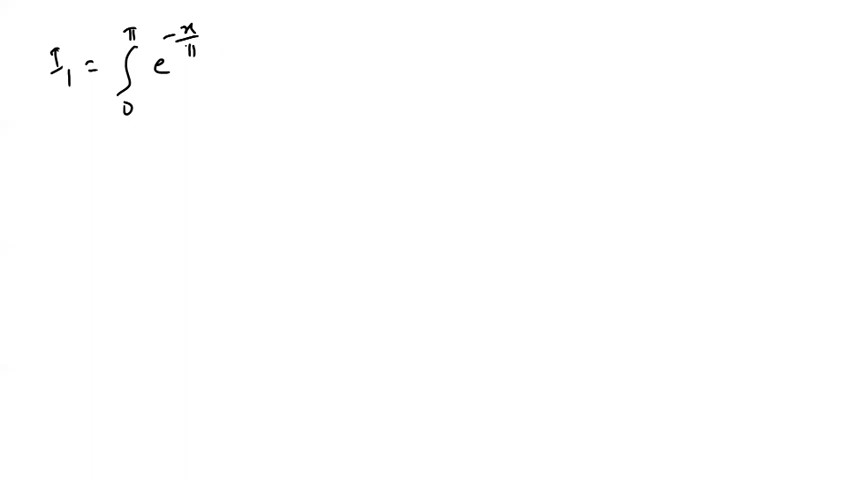 I₁ = ∫₀^π e^(-x/π)